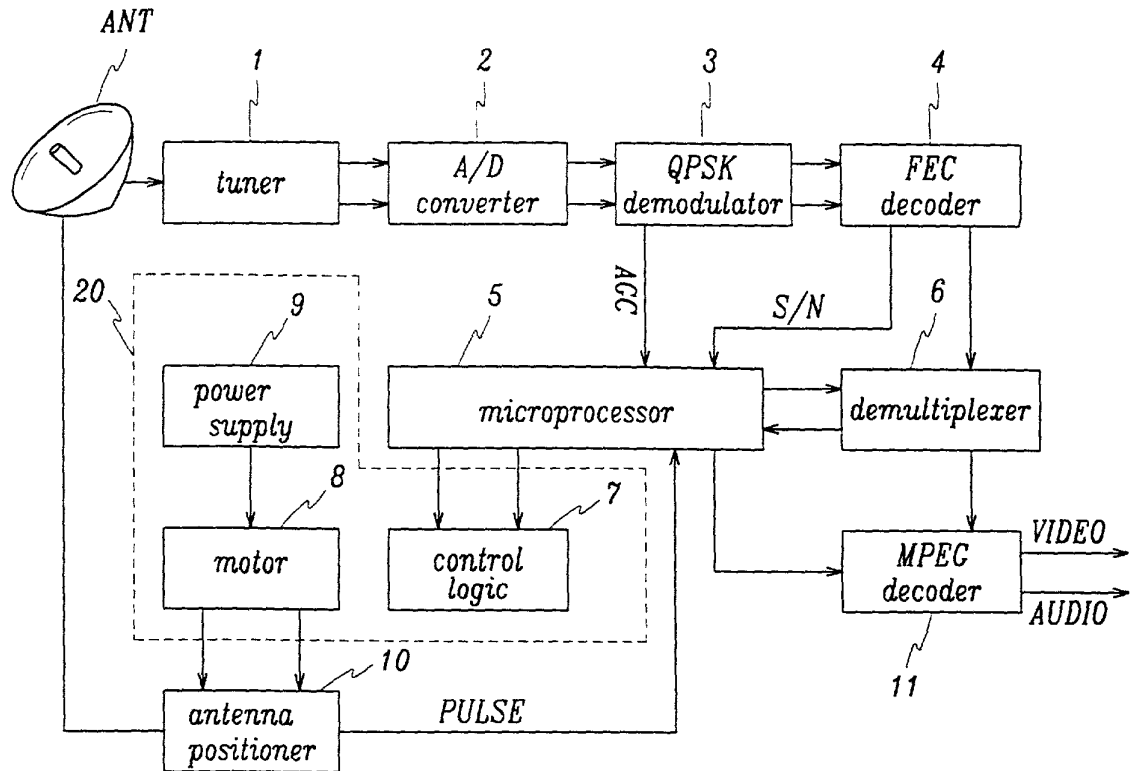 ANT
1
2
3
4
tuner
A/D
converter
QPSK
demodulator
FEC
decoder
20
9
5
AGC
S/N
6
power
supply
microprocessor
demultiplexer
8
7
motor
control
logic
MPEG
decoder
VIDEO
AUDIO
10
11
antenna
positioner
PULSE